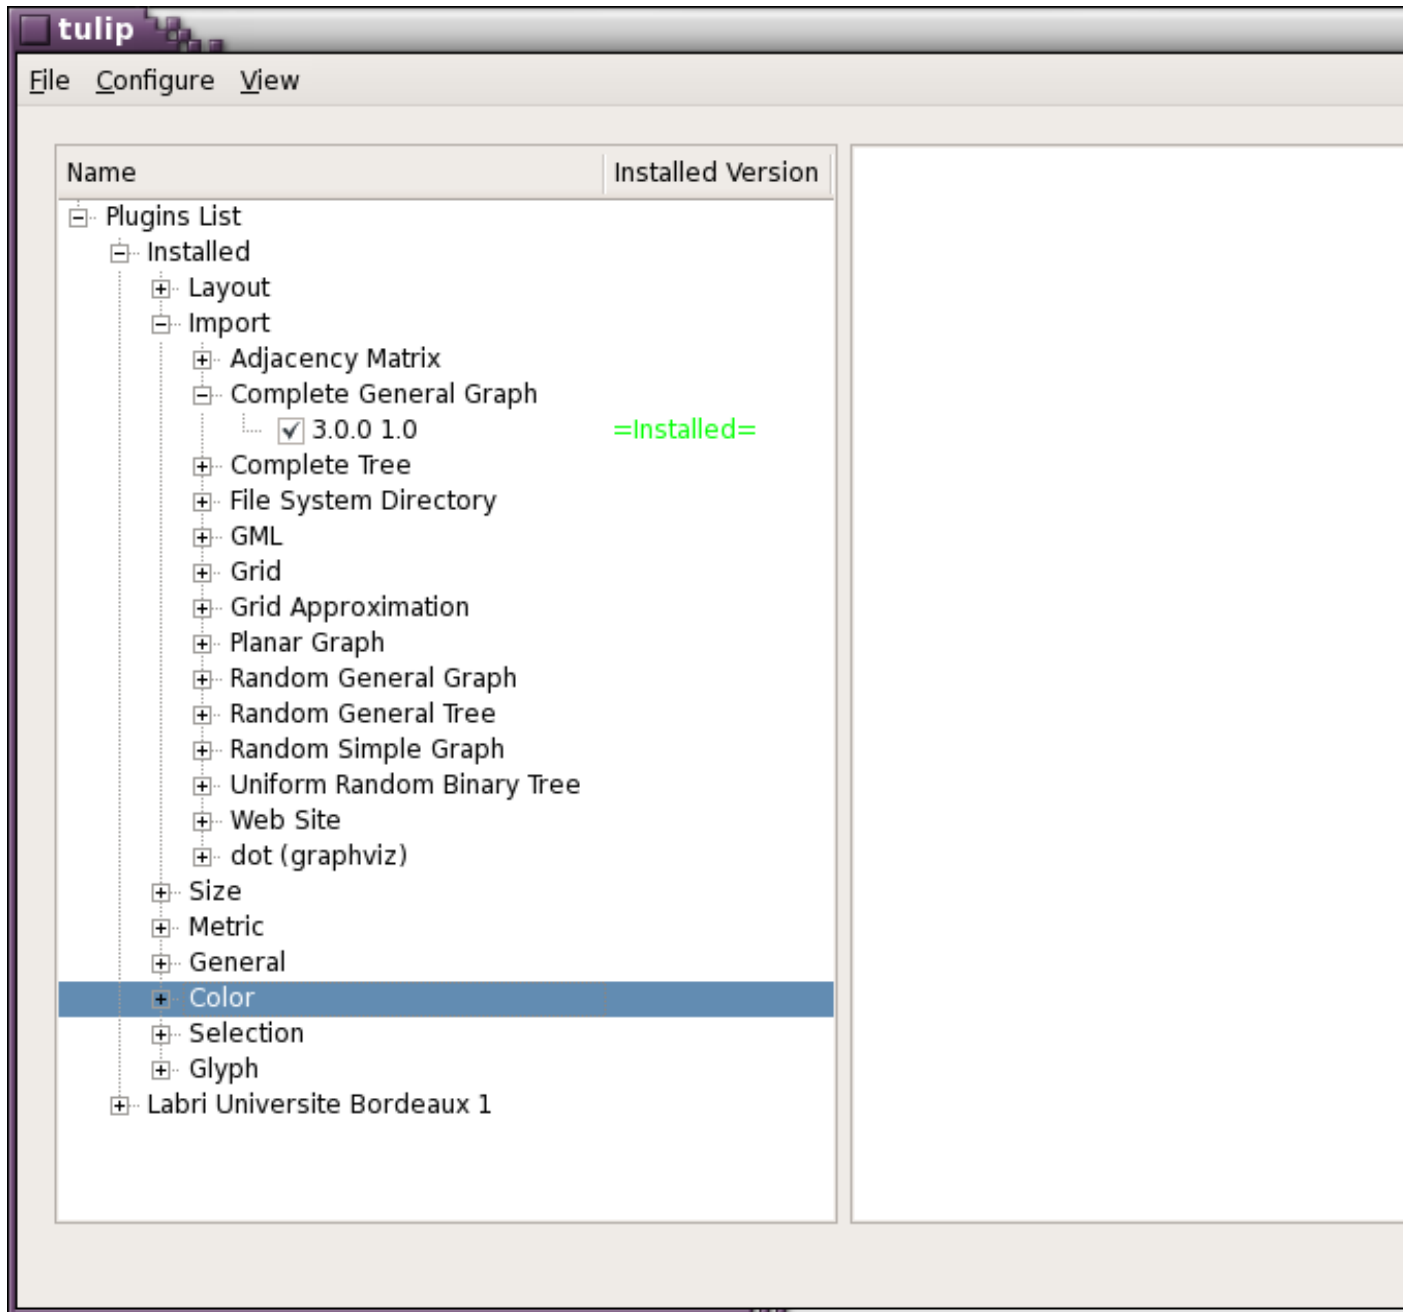 tulip
File Configure View
Name Installed Version
Plugins List
Installed
Layout
Import
Adjacency Matrix
Complete General Graph
3.0.0 1.0 =Installed=
Complete Tree
File System Directory
GML
Grid
Grid Approximation
Planar Graph
Random General Graph
Random General Tree
Random Simple Graph
Uniform Random Binary Tree
Web Site
dot (graphviz)
Size
Metric
General
Color
Selection
Glyph
Labri Universite Bordeaux 1